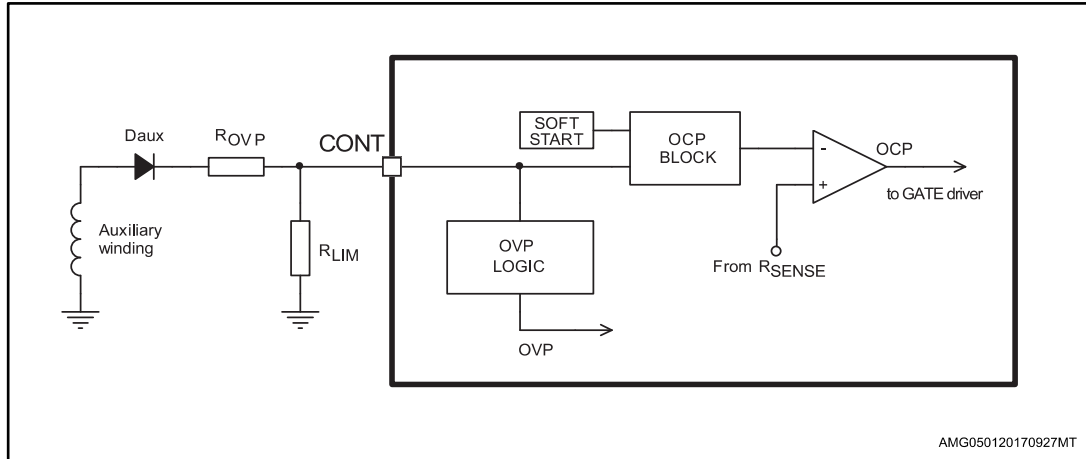 Daux
ROVP
CONT
Auxiliary
winding
RLIM
SOFT
START
OCP
BLOCK
-
+
OCP
to GATE driver
From RSENSE
OVP
LOGIC
OVP
AMG050120170927MT